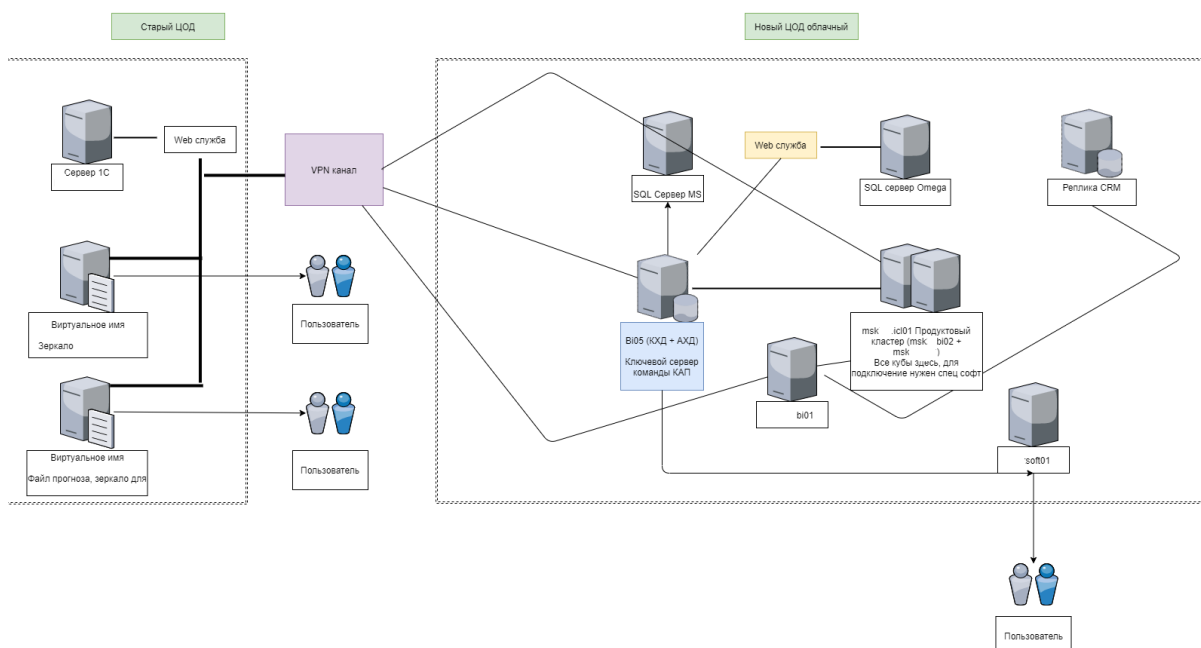 Старый ЦОД
Новый ЦОД облачный
Сервер 1С
Web служба
VPN канал
SQL Сервер MS
Web служба
SQL сервер Omega
Реплика CRM
Виртуальное имя
Зеркало
Пользователь
Bi05 (КХД + АХД)
Ключевой сервер
команды КАП
msk .icl01 Продуктовый
кластер (msk bi02 +
msk )
Все кубы здесь, для
подключение нужен спец софт
bi01
Виртуальное имя
Файл прогноза, зеркало для
Пользователь
soft01
Пользователь